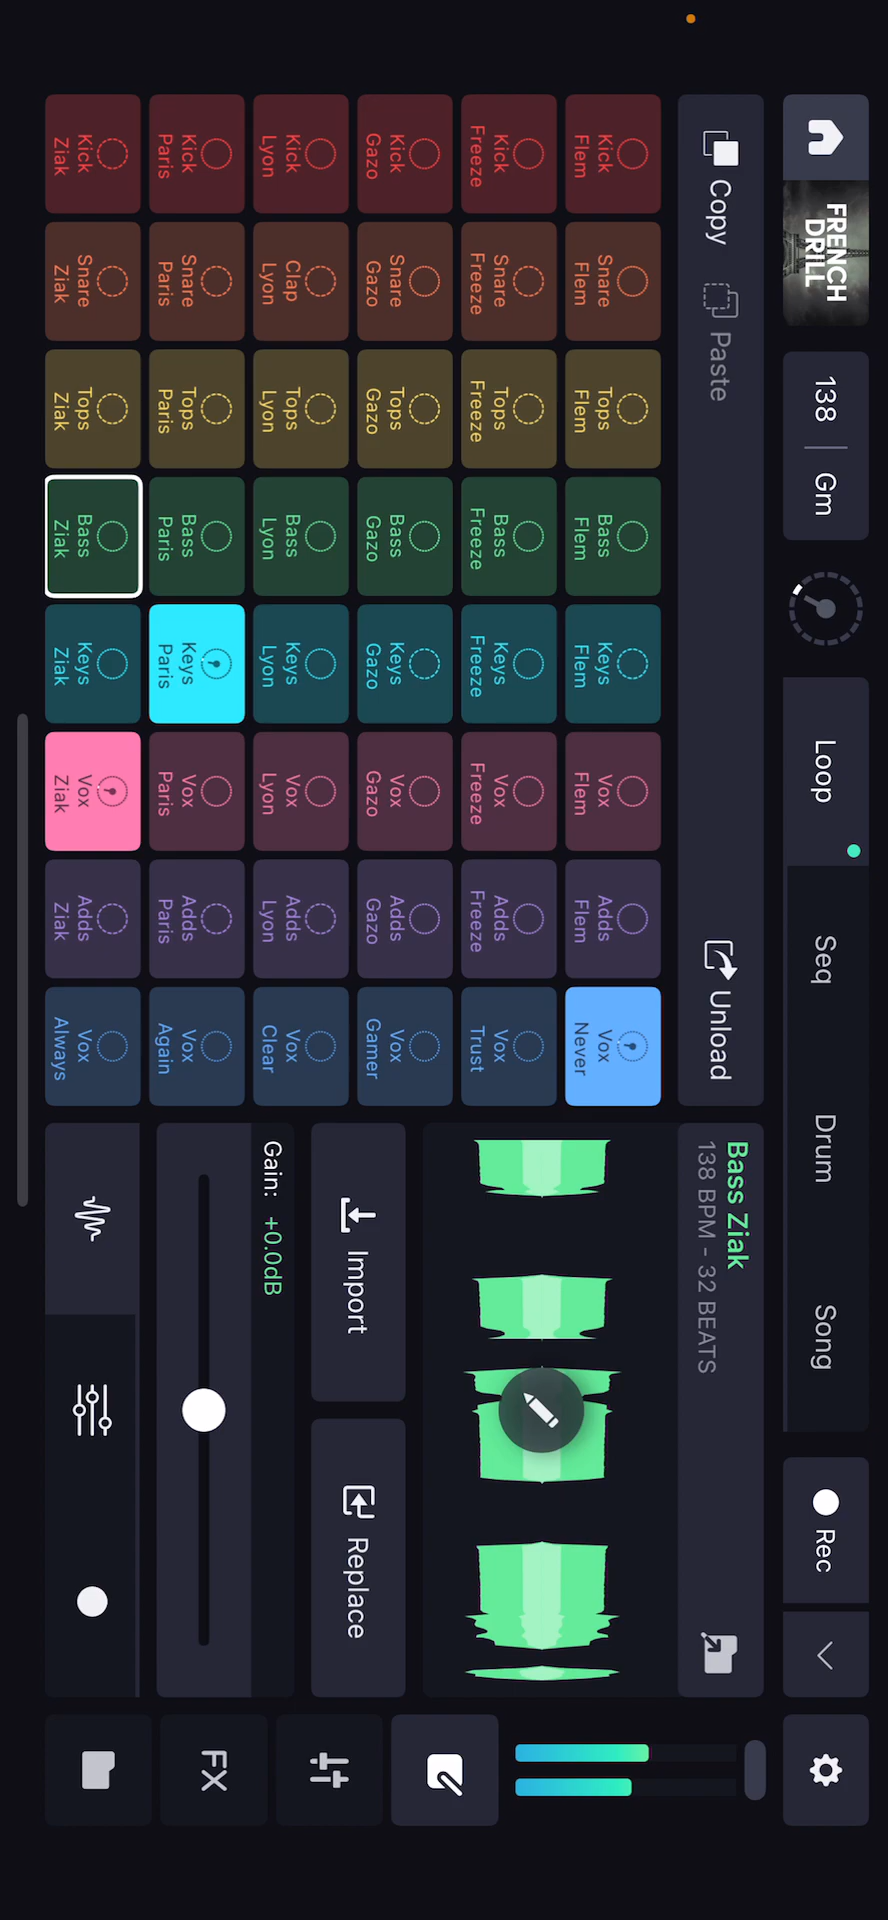 FRENCH
DRILL
138
Gm
Loop
Seq
Drum
Song
Rec
Copy
Paste
Unload
Bass Ziak
138 BPM - 32 BEATS
Kick
Flem
Snare
Flem
Tops
Flem
Bass
Flem
Keys
Flem
Vox
Flem
Adds
Flem
Vox
Never
Kick
Freeze
Snare
Freeze
Tops
Freeze
Bass
Freeze
Keys
Freeze
Vox
Freeze
Adds
Freeze
Vox
Trust
Kick
Gazo
Snare
Gazo
Tops
Gazo
Bass
Gazo
Keys
Gazo
Vox
Gazo
Adds
Gazo
Vox
Gamer
Kick
Lyon
Clap
Lyon
Tops
Lyon
Bass
Lyon
Keys
Lyon
Vox
Lyon
Adds
Lyon
Vox
Clear
Kick
Paris
Snare
Paris
Tops
Paris
Bass
Paris
Keys
Paris
Vox
Paris
Adds
Paris
Vox
Again
Kick
Ziak
Snare
Ziak
Tops
Ziak
Bass
Ziak
Keys
Ziak
Vox
Ziak
Adds
Ziak
Vox
Always
Import
Replace
Gain: +0.0dB
FX